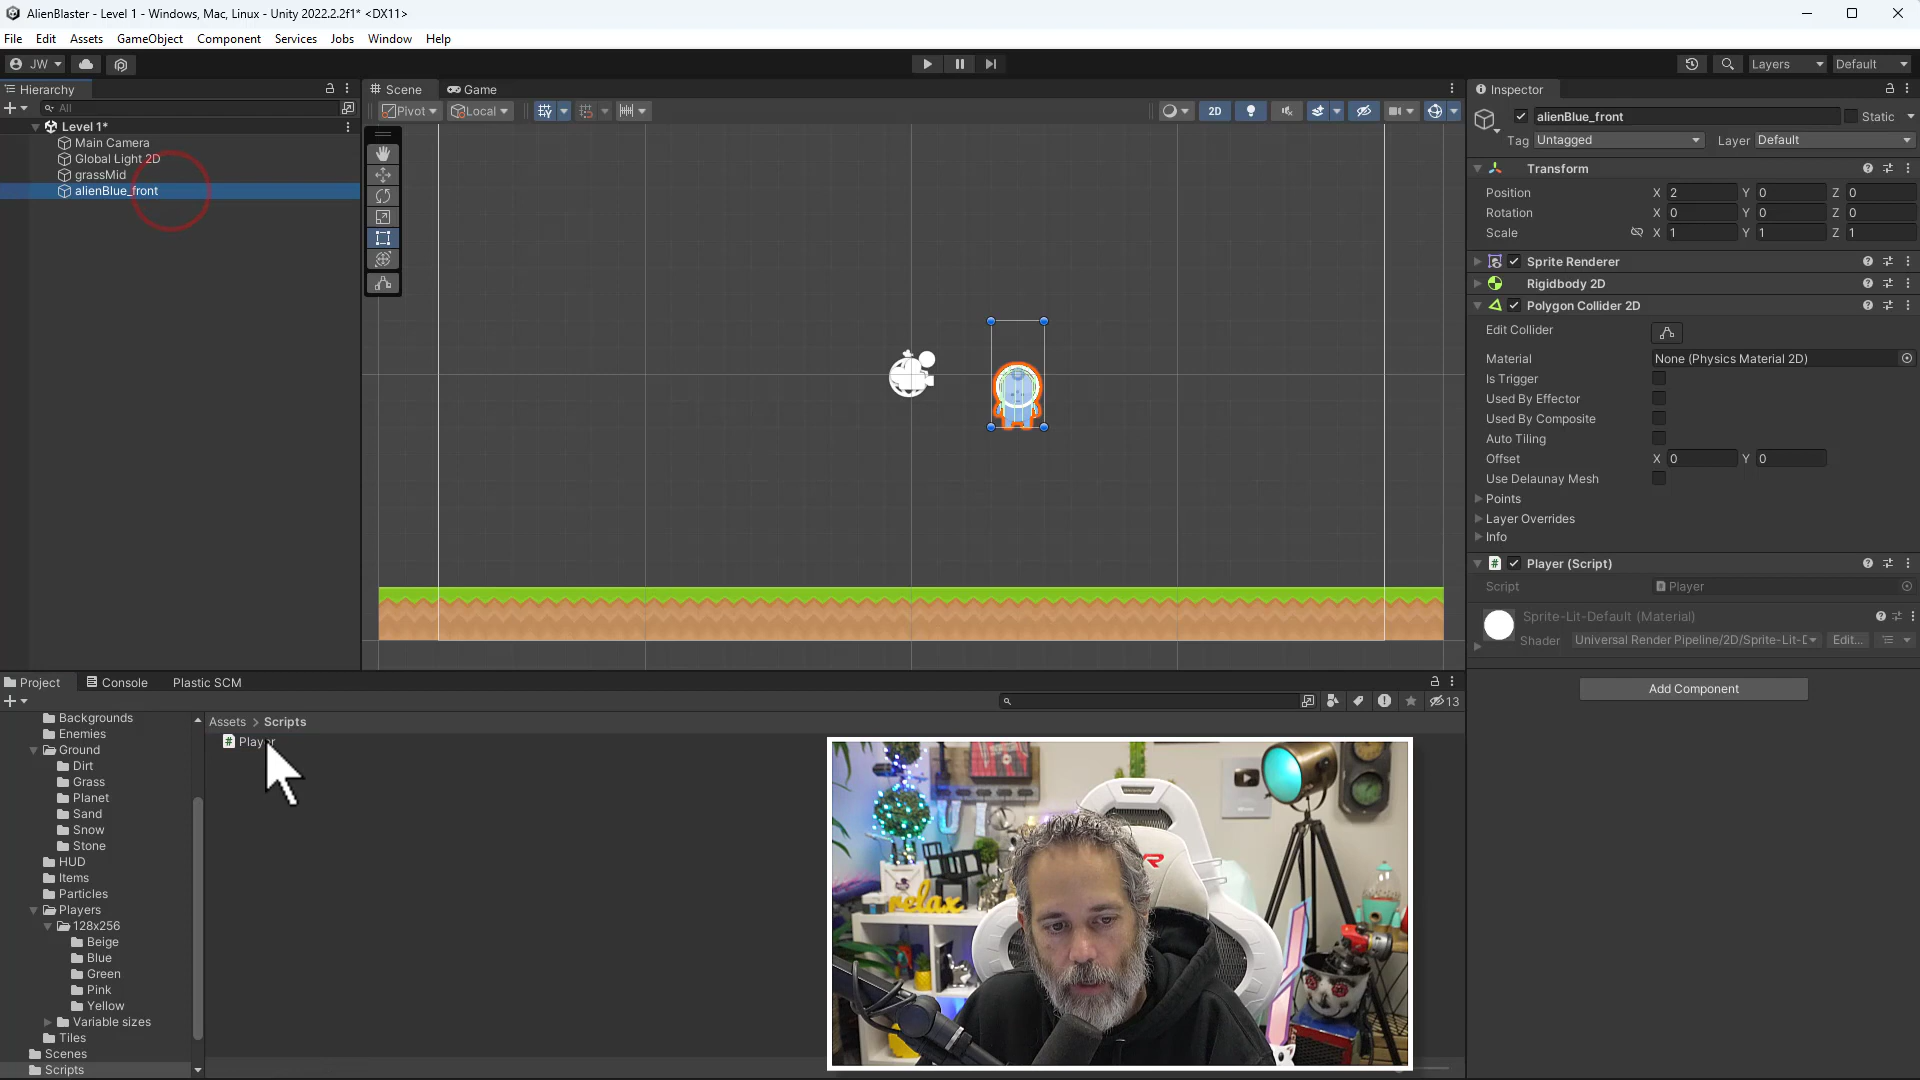 AlienBlaster - Level 1 - Windows, Mac, Linux - Unity 2022.2.2f1* <DX11>
File Edit Assets GameObject Component Services Jobs Window Help
JW Layers Default
Hierarchy
All
Level 1*
Main Camera
Global Light 2D
grassMid
alienBlue_front
Scene Game
Pivot Local 2D
Inspector
alienBlue_front Static
Tag Untagged Layer Default
Transform
Position X 2 Y 0 Z 0
Rotation X 0 Y 0 Z 0
Scale X 1 Y 1 Z 1
Sprite Renderer
Rigidbody 2D
Polygon Collider 2D
Edit Collider
Material None (Physics Material 2D)
Is Trigger
Used By Effector
Used By Composite
Auto Tiling
Offset X 0 Y 0
Use Delaunay Mesh
Points
Layer Overrides
Info
Player (Script)
Script Player
Sprite-Lit-Default (Material)
Shader Universal Render Pipeline/2D/Sprite-Lit-D Edit...
Add Component
Project Console Plastic SCM
13
Backgrounds
Enemies
Ground
Dirt
Grass
Planet
Sand
Snow
Stone
HUD
Items
Particles
Players
128x256
Beige
Blue
Green
Pink
Yellow
Variable sizes
Tiles
Scenes
Scripts
Assets > Scripts
Player
relax